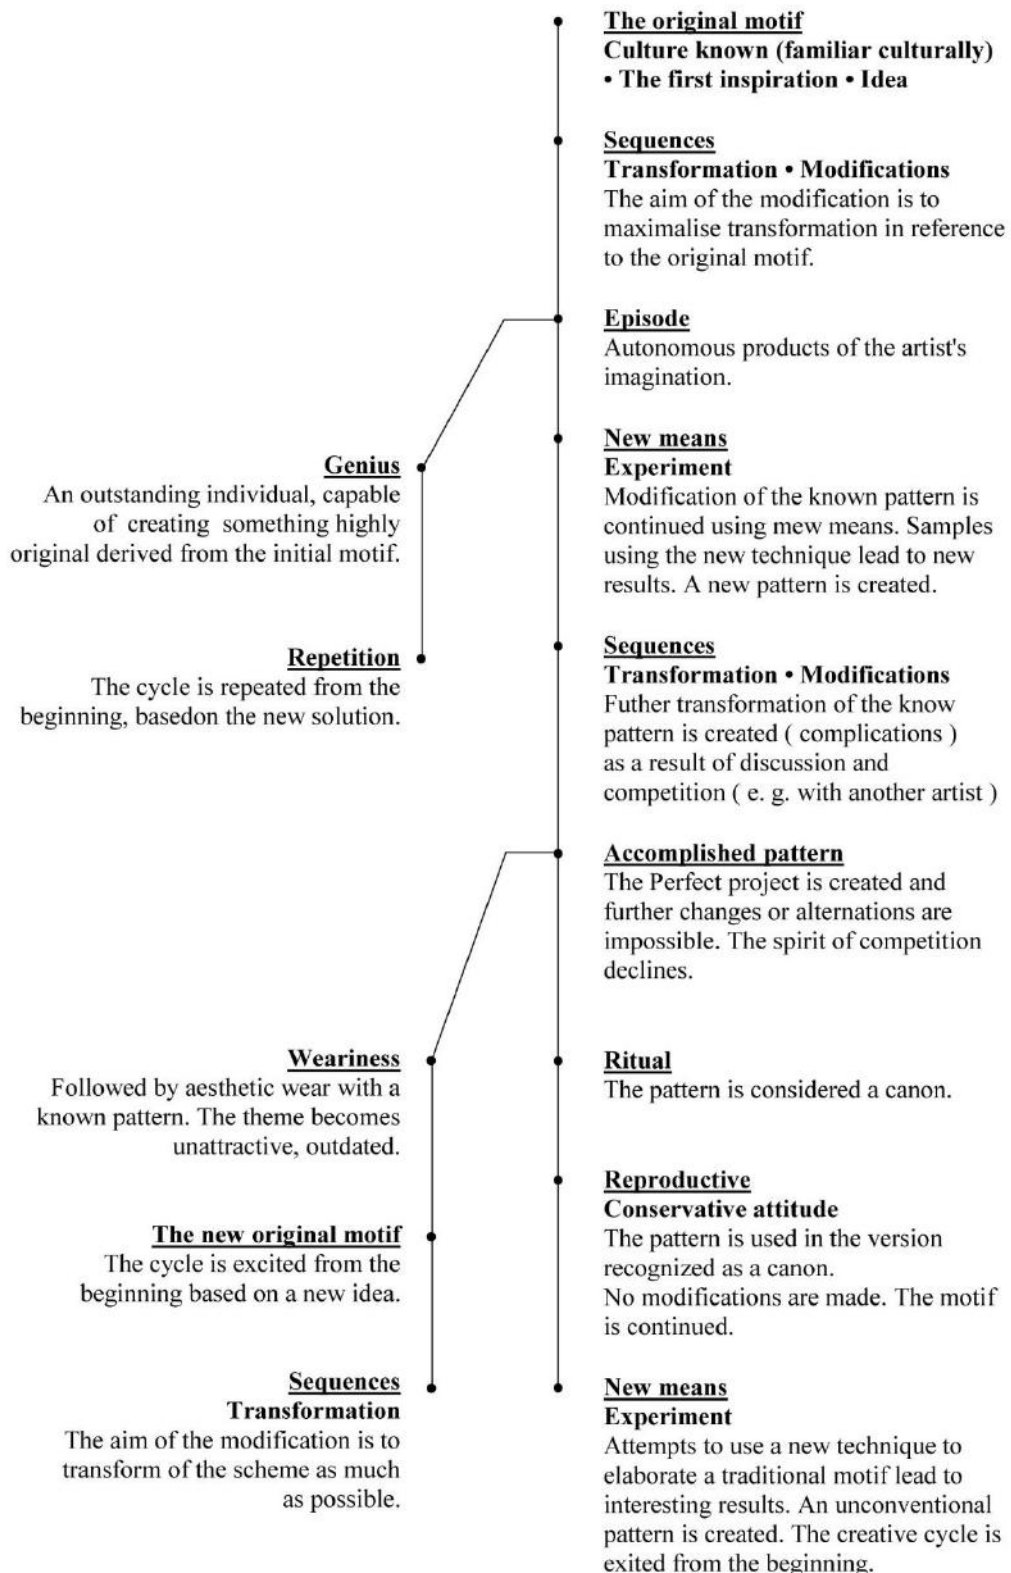 The original motif
Culture known (familiar culturally)
• The first inspiration • Idea
Sequences
Transformation • Modifications
The aim of the modification is to
maximalise transformation in reference
to the original motif.
Episode
Autonomous products of the artist's
imagination.
New means
Experiment
Modification of the known pattern is
continued using mew means. Samples
using the new technique lead to new
results. A new pattern is created.
Sequences
Transformation • Modifications
Futher transformation of the know
pattern is created ( complications )
as a result of discussion and
competition ( e. g. with another artist )
Accomplished pattern
The Perfect project is created and
further changes or alternations are
impossible. The spirit of competition
declines.
Ritual
The pattern is considered a canon.
Reproductive
Conservative attitude
The pattern is used in the version
recognized as a canon.
No modifications are made. The motif
is continued.
New means
Experiment
Attempts to use a new technique to
elaborate a traditional motif lead to
interesting results. An unconventional
pattern is created. The creative cycle is
exited from the beginning.
Genius
An outstanding individual, capable
of creating something highly
original derived from the initial motif.
Repetition
The cycle is repeated from the
beginning, basedon the new solution.
Weariness
Followed by aesthetic wear with a
known pattern. The theme becomes
unattractive, outdated.
The new original motif
The cycle is excited from the
beginning based on a new idea.
Sequences
Transformation
The aim of the modification is to
transform of the scheme as much
as possible.